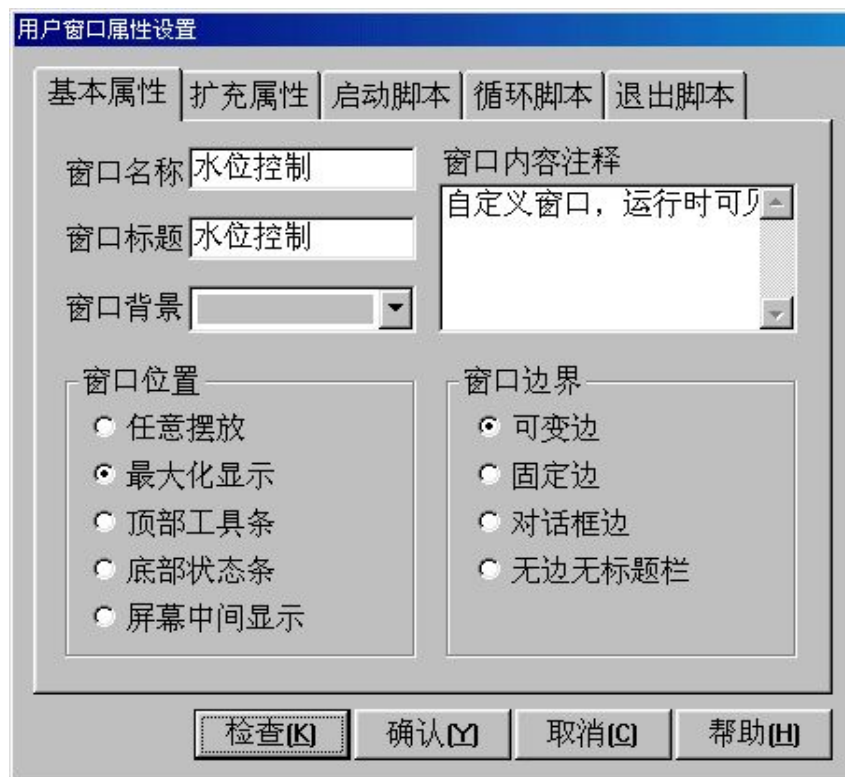 用户窗口属性设置
基本属性 扩充属性 启动脚本 循环脚本 退出脚本
窗口名称 水位控制
窗口标题 水位控制
窗口背景
窗口内容注释
自定义窗口，运行时可
窗口位置
任意摆放
最大化显示
顶部工具条
底部状态条
屏幕中间显示
窗口边界
可变边
固定边
对话框边
无边无标题栏
检查(K) 确认(Y) 取消(C) 帮助(H)